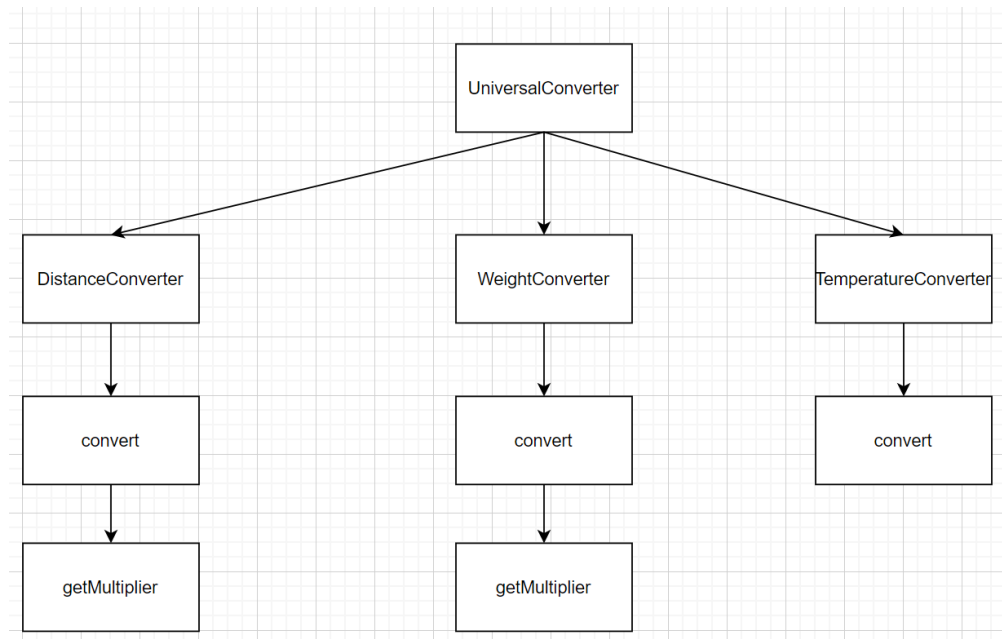 UniversalConverter
DistanceConverter
WeightConverter
TemperatureConverter
convert
convert
convert
getMultiplier
getMultiplier